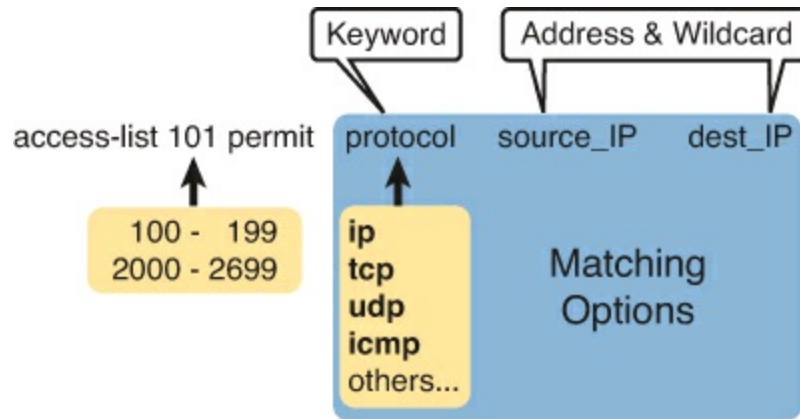 Keyword
Address & Wildcard
access-list 101 permit protocol source_IP dest_IP
100 - 199
2000 - 2699
ip
tcp
udp
icmp
others...
Matching
Options